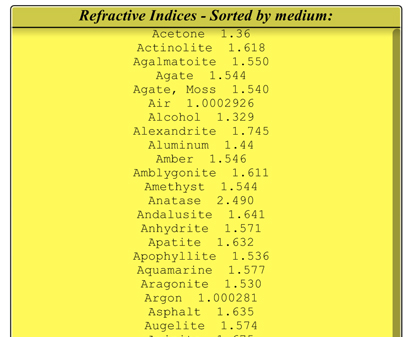 Refractive Indices - Sorted by medium:
Acetone 1.36
Actinolite 1.618
Agalmatoite 1.550
Agate 1.544
Agate, Moss 1.540
Air 1.0002926
Alcohol 1.329
Alexandrite 1.745
Aluminum 1.44
Amber 1.546
Amblygonite 1.611
Amethyst 1.544
Anatase 2.490
Andalusite 1.641
Anhydrite 1.571
Apatite 1.632
Apophyllite 1.536
Aquamarine 1.577
Aragonite 1.530
Argon 1.000281
Asphalt 1.635
Augelite 1.574